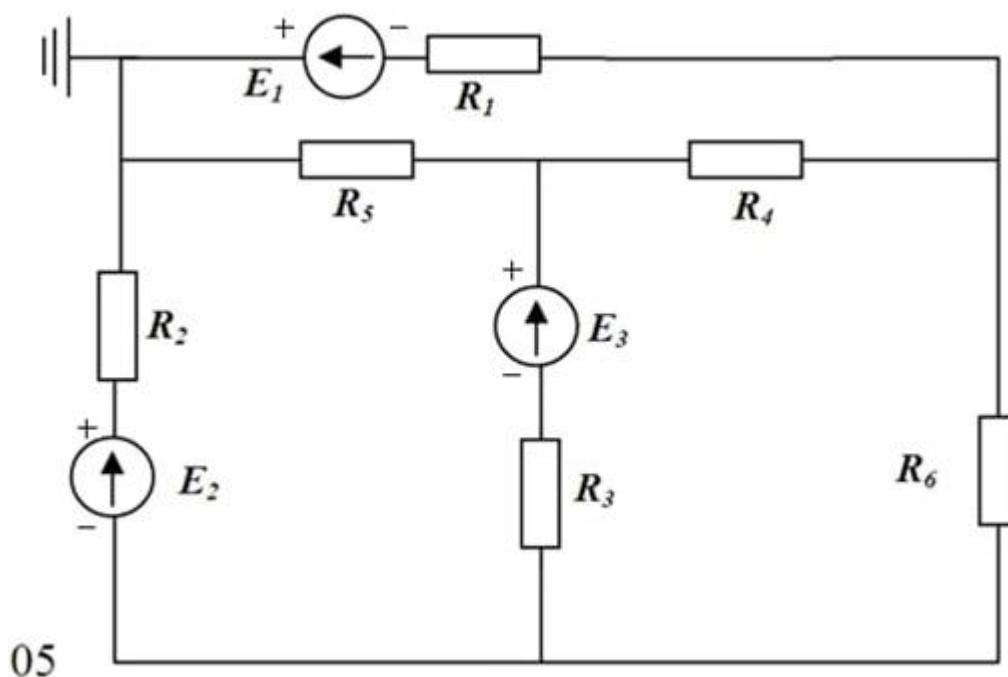 + −
E₁ R₁
R₅ R₄
+
R₂ E₃
−
+
E₂ R₃ R₆
−
05